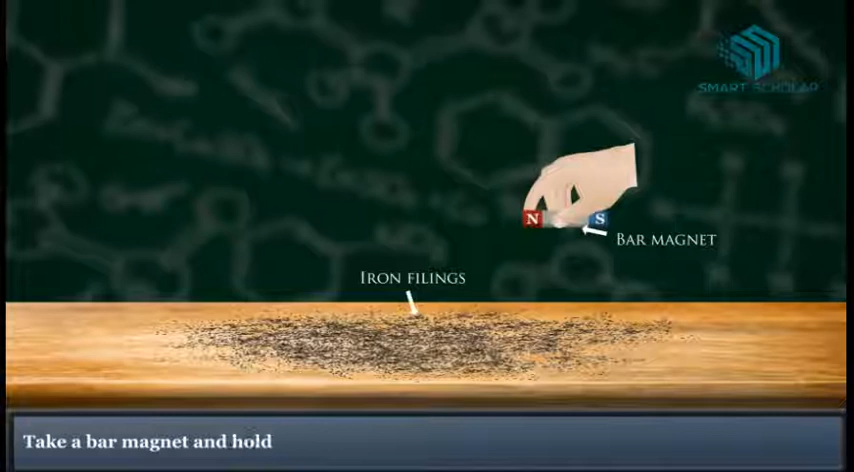 SMART SCHOLAR
N
S
BAR MAGNET
IRON FILINGS
Take a bar magnet and hold